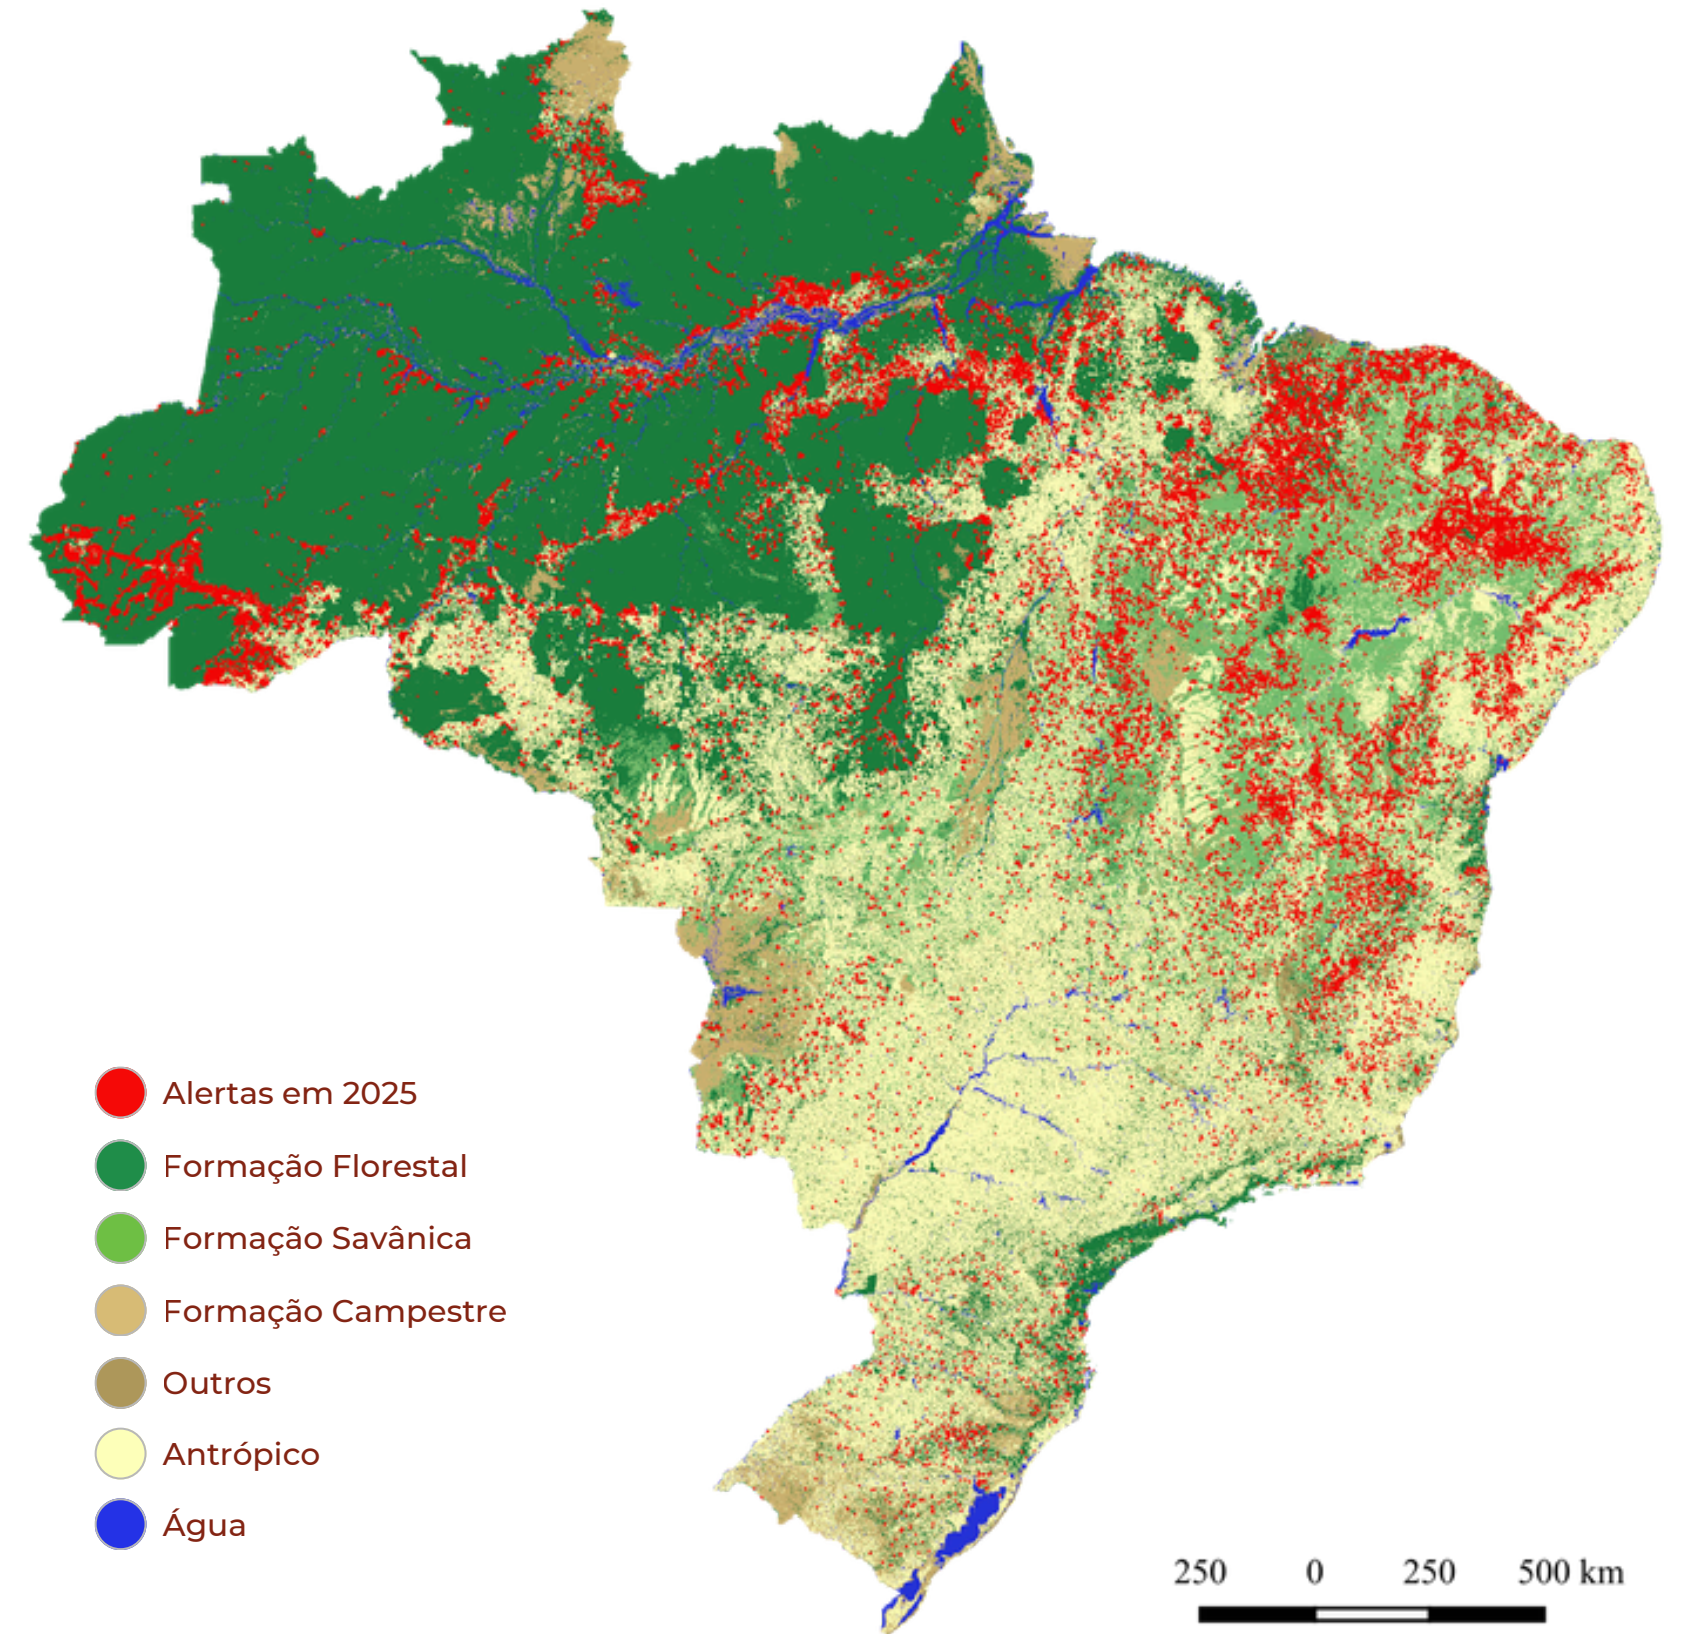 Alertas em 2025
Formação Florestal
Formação Savânica
Formação Campestre
Outros
Antrópico
Água
250 0 250 500 km